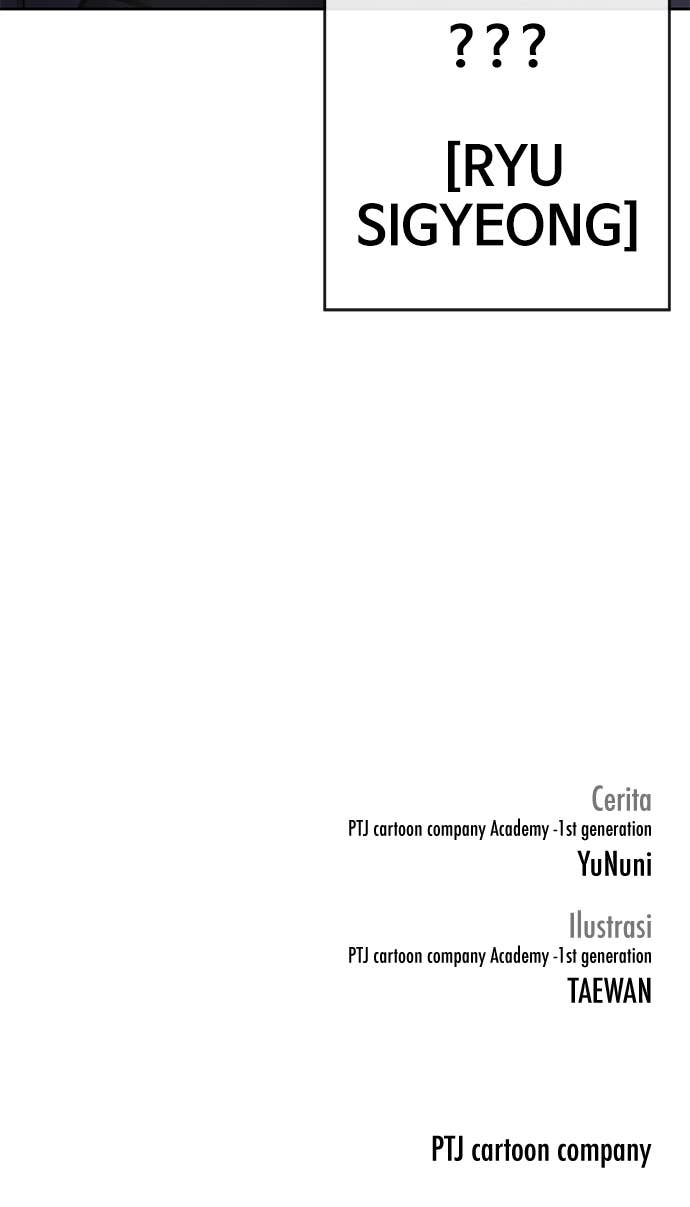 ???
[RYU
SIGYEONG]
Cerita
PTJ cartoon company Academy -1st generation
YuNuni
Ilustrasi
PTJ cartoon company Academy -1st generation
TAEWAN
PTJ cartoon company